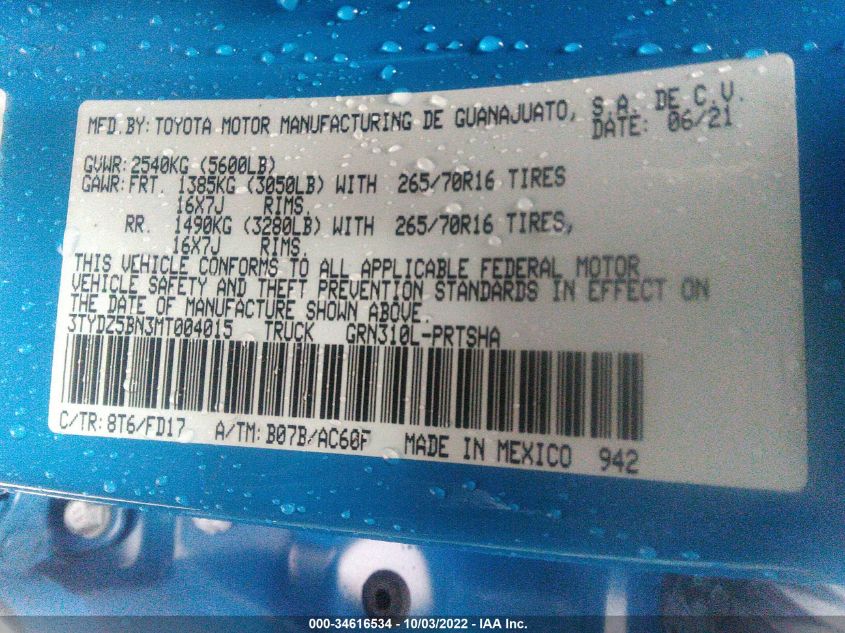 MFD. BY: TOYOTA MOTOR MANUFACTURING DE GUANAJUATO, S.A. DE C.V.
DATE: 06/21
GVWR: 2540KG (5600LB)
GAWR: FRT. 1385KG (3050LB) WITH 265/70R16 TIRES
16X7J RIMS,
RR. 1490KG (3280LB) WITH 265/70R16 TIRES,
16X7J RIMS.
THIS VEHICLE CONFORMS TO ALL APPLICABLE FEDERAL MOTOR
VEHICLE SAFETY AND THEFT PREVENTION STANDARDS IN EFFECT ON
THE DATE OF MANUFACTURE SHOWN ABOVE.
3TYDZ5BN3MT004015 TRUCK GRN310L-PRTSHA
C/TR: 8T6/FD17 A/TM: B07B/AC60F MADE IN MEXICO 942
000-34616534 - 10/03/2022 - IAA Inc.